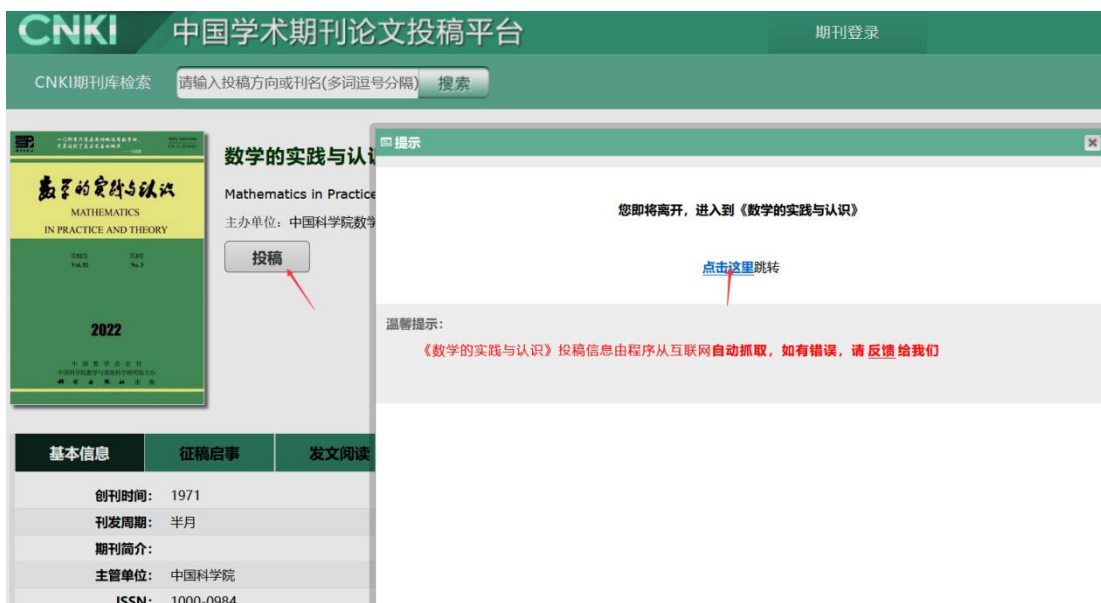 CNKI 中国学术期刊论文投稿平台 期刊登录
CNKI期刊库检索 请输入投稿方向或刊名(多词逗号分隔) 搜索
数学的实践与认识
MATHEMATICS
IN PRACTICE AND THEORY
2022
数学的实践与认
Mathematics in Practice
主办单位：中国科学院数学
投稿
提示
您即将离开，进入到《数学的实践与认识》
点击这里跳转
温馨提示：
《数学的实践与认识》投稿信息由程序从互联网自动抓取，如有错误，请 反馈 给我们
基本信息 征稿启事 发文阅读
创刊时间： 1971
刊发周期： 半月
期刊简介：
主管单位： 中国科学院
ISSN： 1000-0984